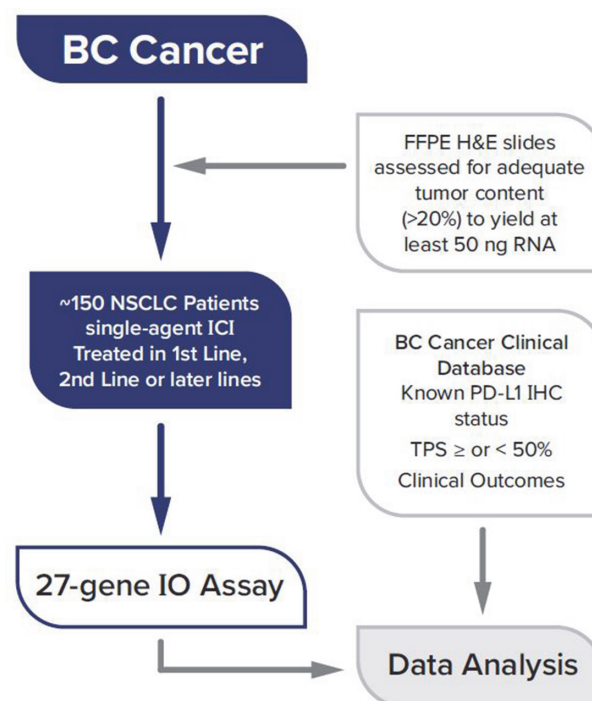 BC Cancer
FFPE H&E slides
assessed for adequate
tumor content
(>20%) to yield at
least 50 ng RNA
~150 NSCLC Patients
single-agent ICI
Treated in 1st Line,
2nd Line or later lines
BC Cancer Clinical
Database
Known PD-L1 IHC
status
TPS ≥ or < 50%
Clinical Outcomes
27-gene IO Assay
Data Analysis